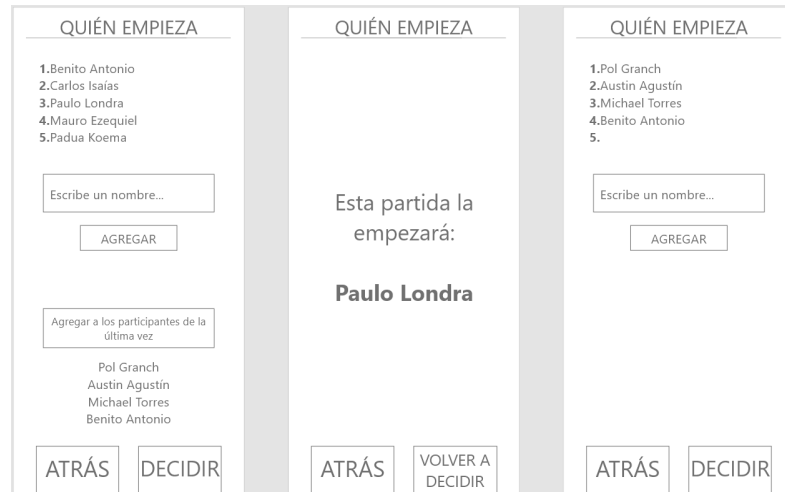 QUIÉN EMPIEZA
1.Benito Antonio
2.Carlos Isaías
3.Paulo Londra
4.Mauro Ezequiel
5.Padua Koema
Escribe un nombre...
AGREGAR
Agregar a los participantes de la
última vez
Pol Granch
Austin Agustín
Michael Torres
Benito Antonio
ATRÁS
DECIDIR
QUIÉN EMPIEZA
Esta partida la
empezará:
Paulo Londra
ATRÁS
VOLVER A
DECIDIR
QUIÉN EMPIEZA
1.Pol Granch
2.Austin Agustín
3.Michael Torres
4.Benito Antonio
5.
Escribe un nombre...
AGREGAR
ATRÁS
DECIDIR